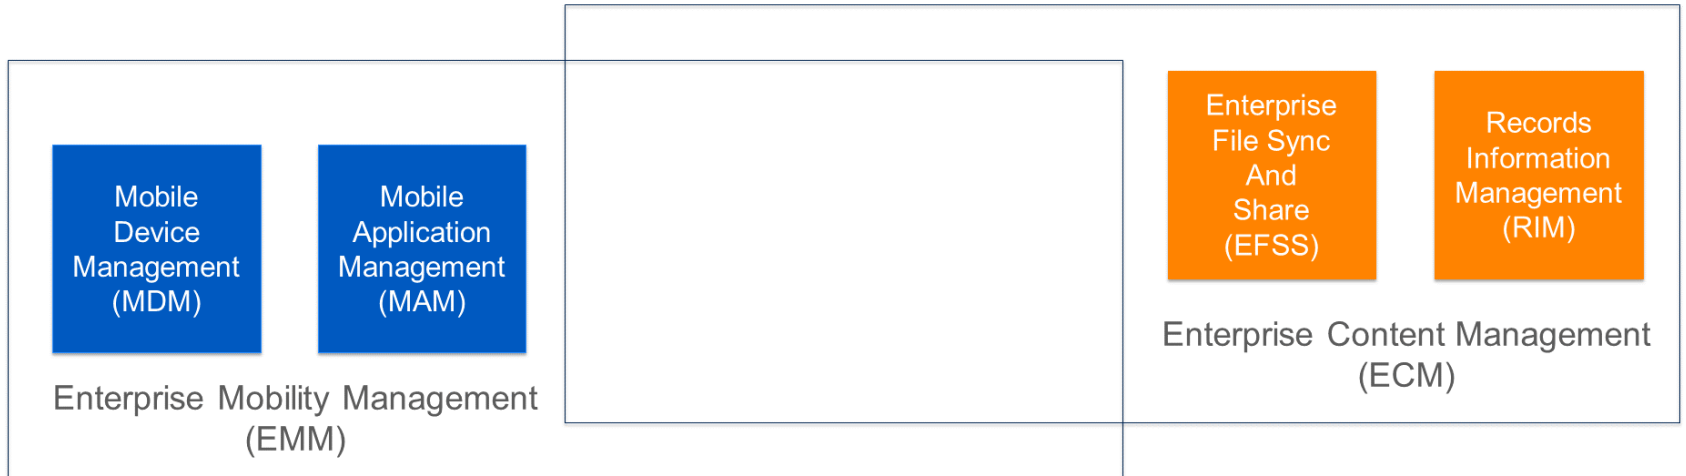 Mobile
Device
Management
(MDM)
Mobile
Application
Management
(MAM)
Enterprise Mobility Management
(EMM)
Enterprise
File Sync
And
Share
(EFSS)
Records
Information
Management
(RIM)
Enterprise Content Management
(ECM)